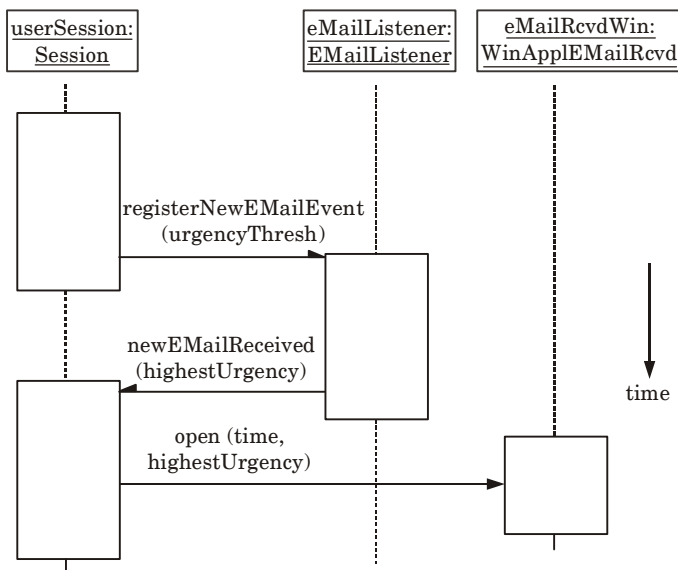 userSession:
Session
eMailListener:
EMailListener
eMailRcvdWin:
WinApplEMailRcvd
registerNewEMailEvent
(urgencyThresh)
newEMailReceived
(highestUrgency)
time
open (time,
highestUrgency)